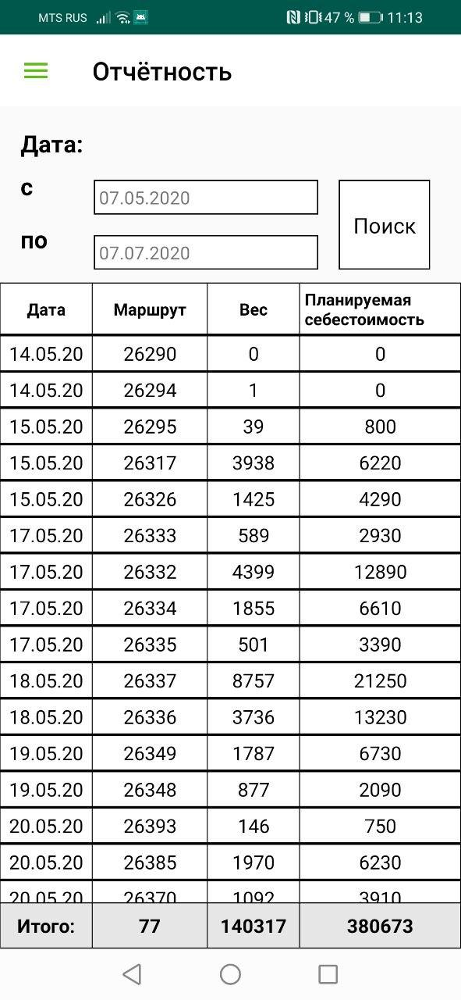 MTS RUS 47 % 11:13
Отчётность
Дата:
с
07.05.2020
Поиск
по
07.07.2020
Дата Маршрут Вес Планируемая себестоимость
14.05.20 26290 0 0
14.05.20 26294 1 0
15.05.20 26295 39 800
15.05.20 26317 3938 6220
15.05.20 26326 1425 4290
17.05.20 26333 589 2930
17.05.20 26332 4399 12890
17.05.20 26334 1855 6610
17.05.20 26335 501 3390
18.05.20 26337 8757 21250
18.05.20 26336 3736 13230
19.05.20 26349 1787 6730
19.05.20 26348 877 2090
20.05.20 26393 146 750
20.05.20 26385 1970 6230
20.05.20 26370 1092 3910
Итого: 77 140317 380673